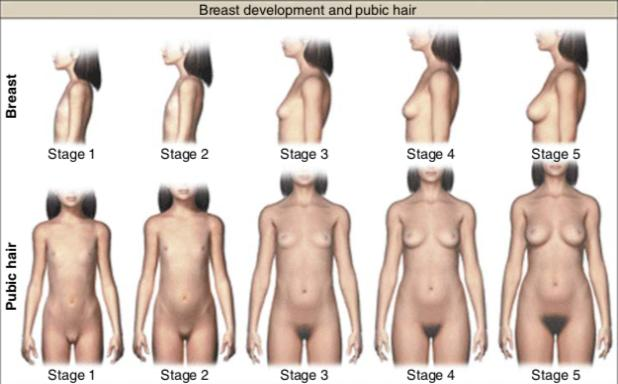 Breast development and pubic hair
Breast
Stage 1
Stage 2
Stage 3
Stage 4
Stage 5
Pubic hair
Stage 1
Stage 2
Stage 3
Stage 4
Stage 5